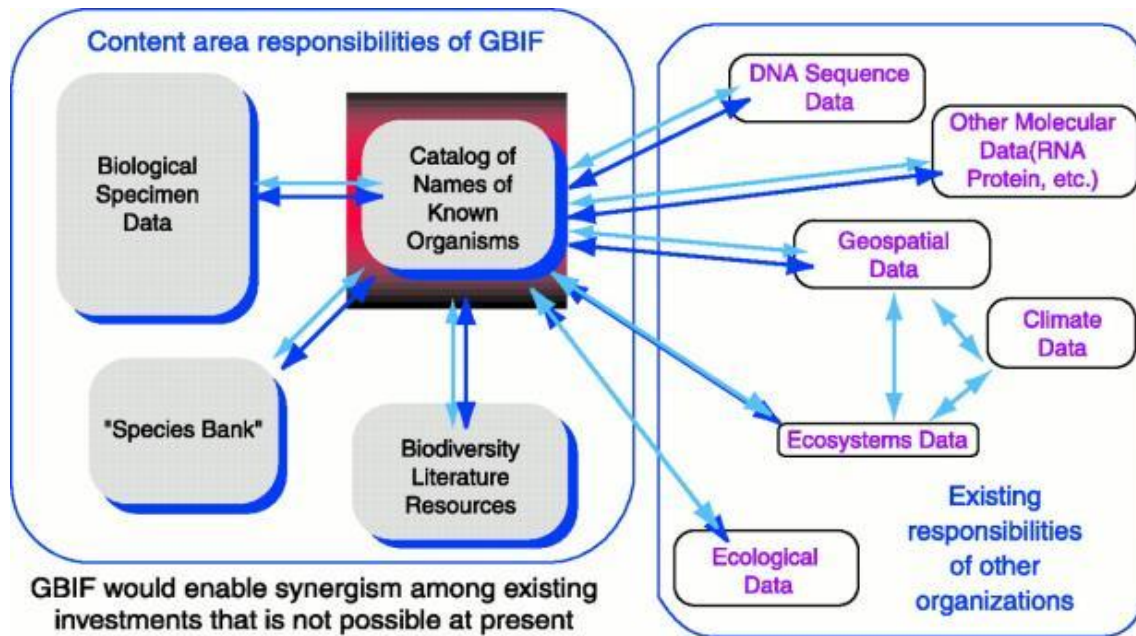 Content area responsibilities of GBIF
Biological
Specimen
Data
Catalog of
Names of
Known
Organisms
"Species Bank"
Biodiversity
Literature
Resources
GBIF would enable synergism among existing
investments that is not possible at present
DNA Sequence
Data
Other Molecular
Data(RNA
Protein, etc.)
Geospatial
Data
Climate
Data
Ecosystems Data
Ecological
Data
Existing
responsibilities
of other
organizations